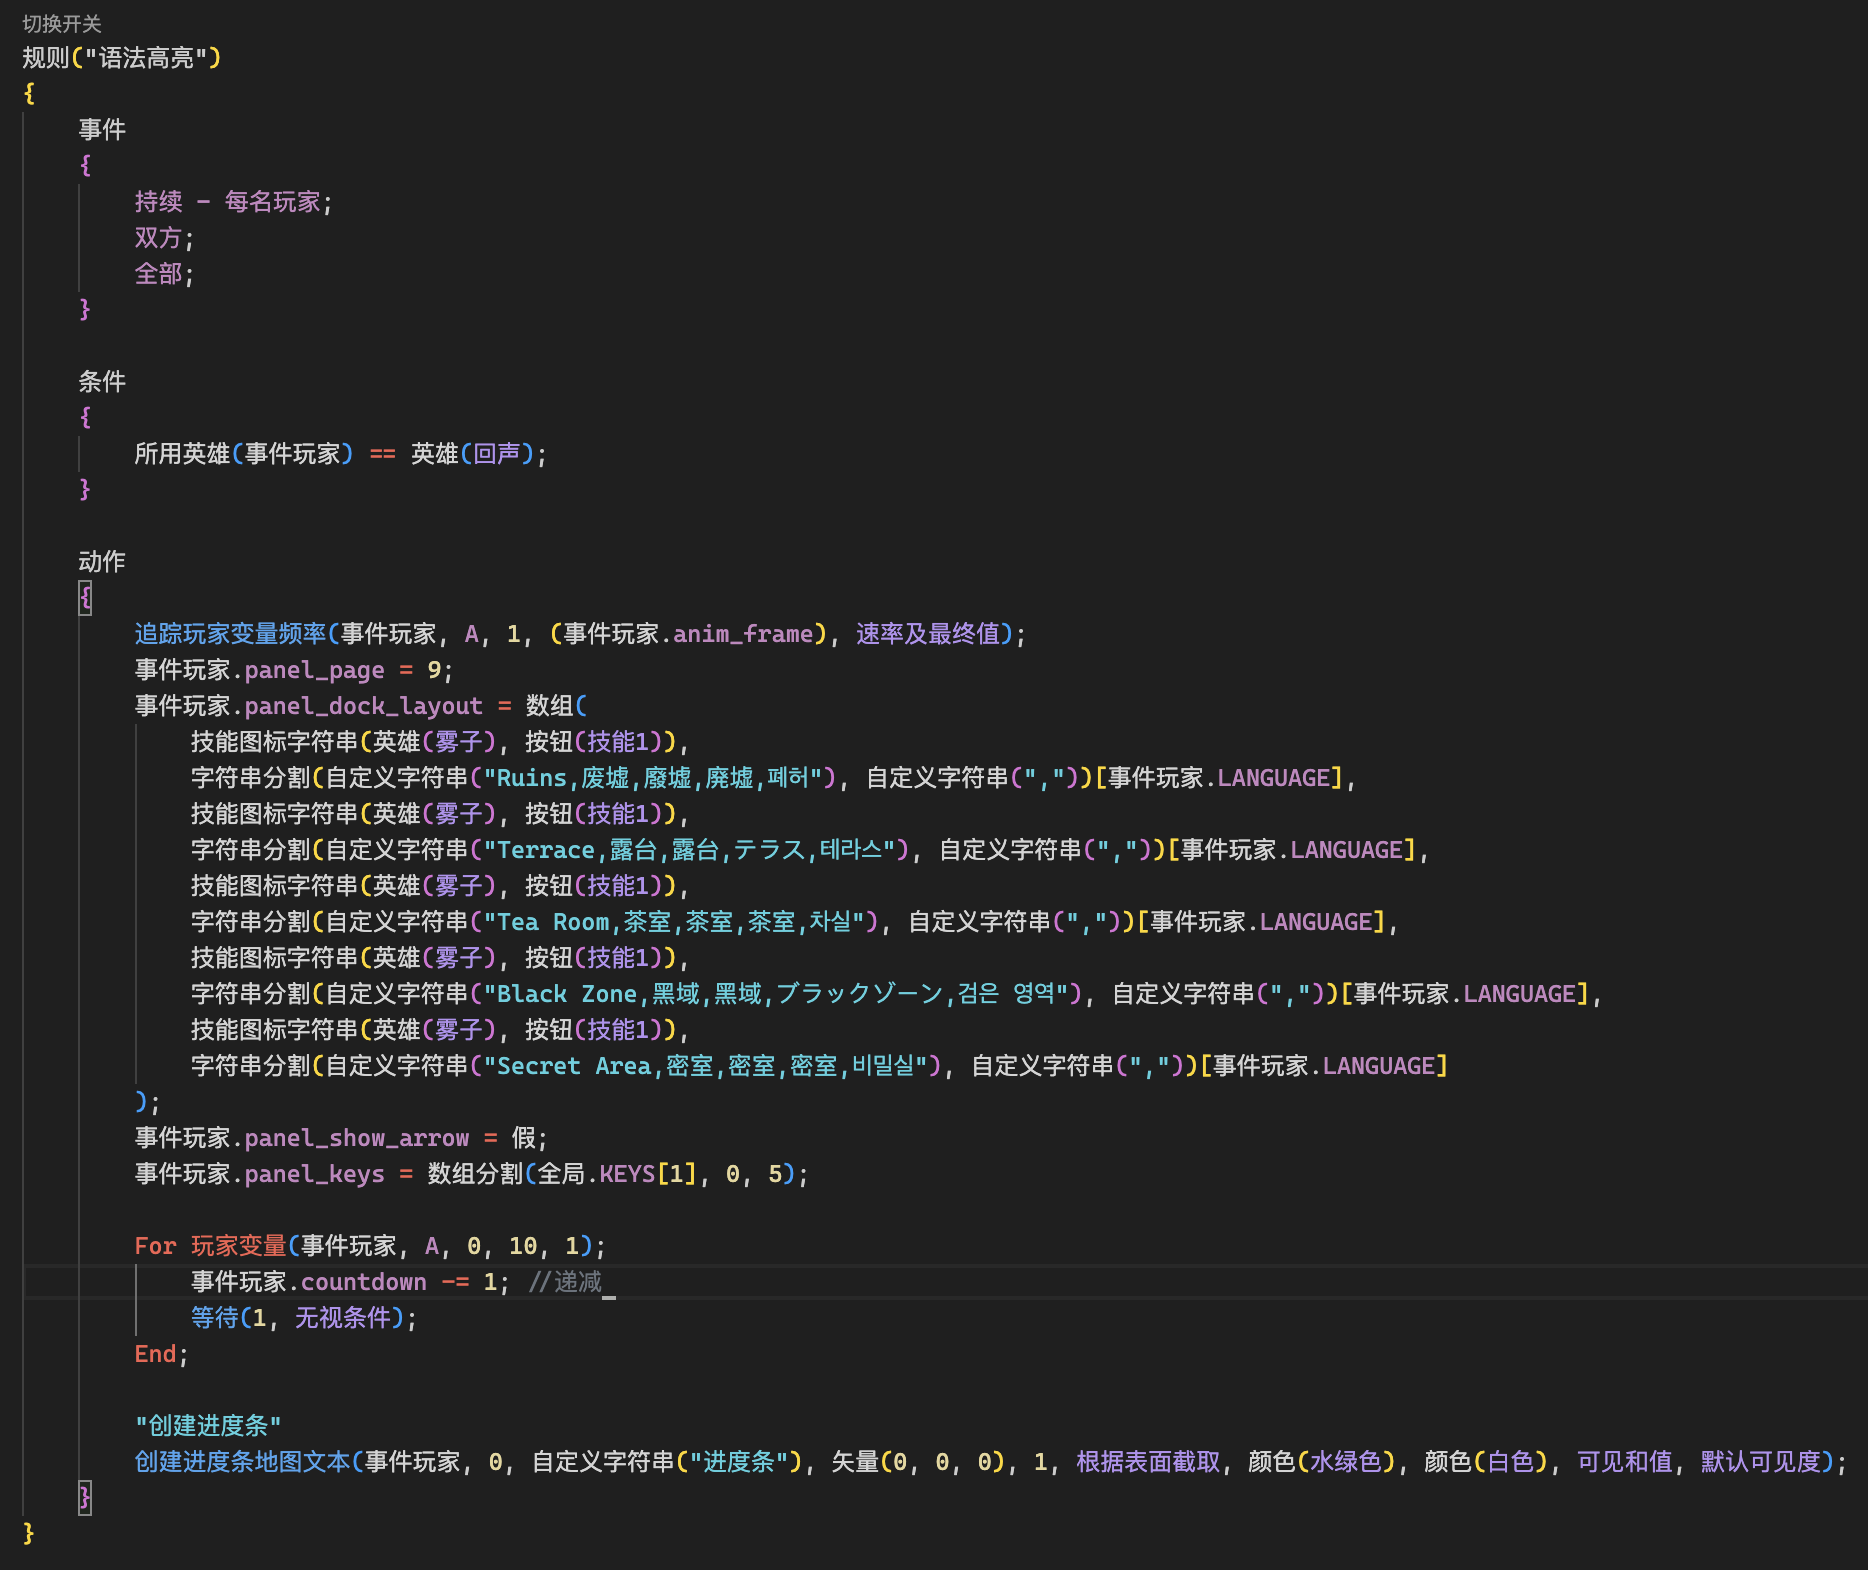 切换开关
规则("语法高亮")
{
    事件
    {
        持续 - 每名玩家;
        双方;
        全部;
    }

    条件
    {
        所用英雄(事件玩家) == 英雄(回声);
    }

    动作
    {
        追踪玩家变量频率(事件玩家, A, 1, (事件玩家.anim_frame), 速率及最终值);
        事件玩家.panel_page = 9;
        事件玩家.panel_dock_layout = 数组(
            技能图标字符串(英雄(雾子), 按钮(技能1)),
            字符串分割(自定义字符串("Ruins,废墟,廢墟,廃墟,폐허"), 自定义字符串(","))[事件玩家.LANGUAGE],
            技能图标字符串(英雄(雾子), 按钮(技能1)),
            字符串分割(自定义字符串("Terrace,露台,露台,テラス,테라스"), 自定义字符串(","))[事件玩家.LANGUAGE],
            技能图标字符串(英雄(雾子), 按钮(技能1)),
            字符串分割(自定义字符串("Tea Room,茶室,茶室,茶室,차실"), 自定义字符串(","))[事件玩家.LANGUAGE],
            技能图标字符串(英雄(雾子), 按钮(技能1)),
            字符串分割(自定义字符串("Black Zone,黑域,黑域,ブラックゾーン,검은 영역"), 自定义字符串(","))[事件玩家.LANGUAGE],
            技能图标字符串(英雄(雾子), 按钮(技能1)),
            字符串分割(自定义字符串("Secret Area,密室,密室,密室,비밀실"), 自定义字符串(","))[事件玩家.LANGUAGE]
        );
        事件玩家.panel_show_arrow = 假;
        事件玩家.panel_keys = 数组分割(全局.KEYS[1], 0, 5);

        For 玩家变量(事件玩家, A, 0, 10, 1);
            事件玩家.countdown -= 1; //递减
            等待(1, 无视条件);
        End;

        "创建进度条"
        创建进度条地图文本(事件玩家, 0, 自定义字符串("进度条"), 矢量(0, 0, 0), 1, 根据表面截取, 颜色(水绿色), 颜色(白色), 可见和值, 默认可见度);
    }
}